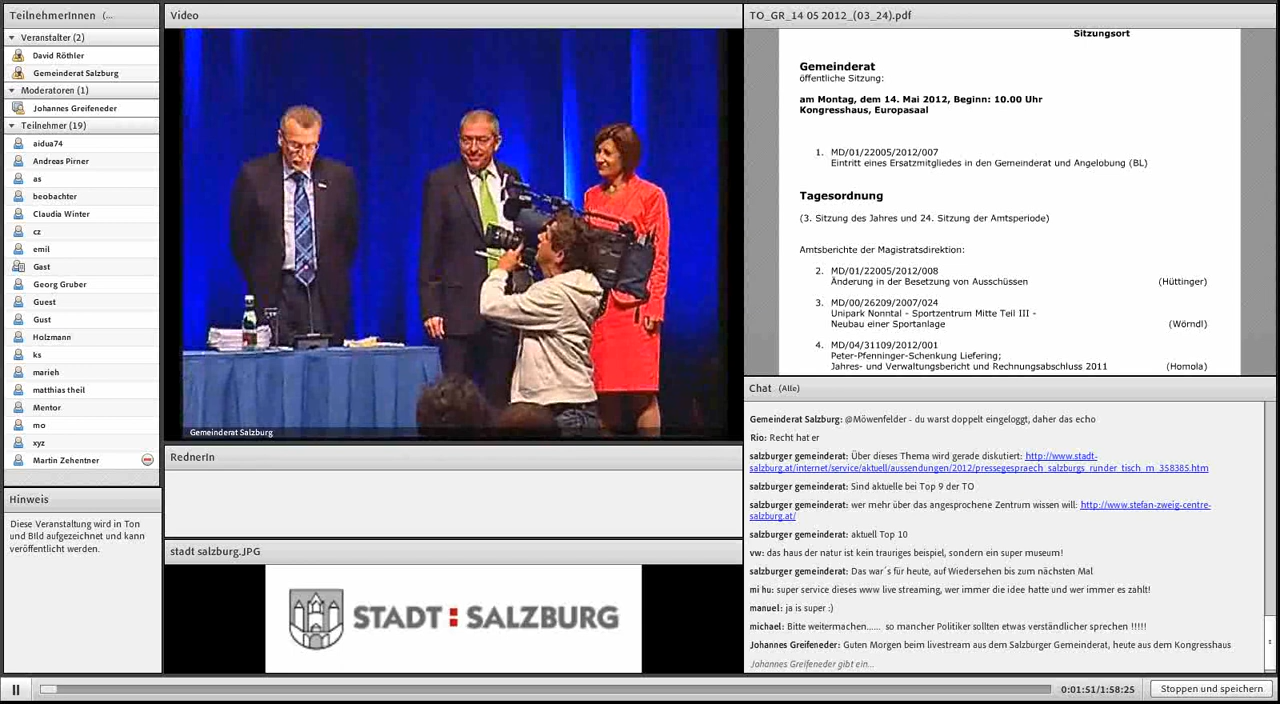 TeilnehmerInnen (...
Veranstalter (2)
David Röthler
Gemeinderat Salzburg
Moderatoren (1)
Johannes Greifeneder
Teilnehmer (19)
aidua74
Andreas Pirner
as
beobachter
Claudia Winter
cz
emil
Gast
Georg Gruber
Guest
Gust
Holzmann
ks
marieh
matthias theil
Mentor
mo
xyz
Martin Zehentner
Hinweis
Diese Veranstaltung wird in Ton
und BIld aufgezeichnet und kann
veröffentlicht werden.
Video
Gemeinderat Salzburg
RednerIn
stadt salzburg.JPG
STADT:SALZBURG
TO_GR_14 05 2012_(03_24).pdf
Sitzungsort
Gemeinderat
öffentliche Sitzung:
am Montag, dem 14. Mai 2012, Beginn: 10.00 Uhr
Kongresshaus, Europasaal
1. MD/01/22005/2012/007
Eintritt eines Ersatzmitgliedes in den Gemeinderat und Angelobung (BL)
Tagesordnung
(3. Sitzung des Jahres und 24. Sitzung der Amtsperiode)
Amtsberichte der Magistratsdirektion:
2. MD/01/22005/2012/008
Änderung in der Besetzung von Ausschüssen (Hüttinger)
3. MD/00/26209/2007/024
Unipark Nonntal - Sportzentrum Mitte Teil III -
Neubau einer Sportanlage (Wörndl)
4. MD/04/31109/2012/001
Peter-Pfenninger-Schenkung Liefering;
Jahres- und Verwaltungsbericht und Rechnungsabschluss 2011 (Homola)
Chat (Alle)
Gemeinderat Salzburg: @Möwenfelder - du warst doppelt eingeloggt, daher das echo
Rio: Recht hat er
salzburger gemeinderat: Über dieses Thema wird gerade diskutiert: http://www.stadt-
salzburg.at/internet/service/aktuell/aussendungen/2012/pressegespraech_salzburgs_runder_tisch_m_358385.htm
salzburger gemeinderat: Sind aktuelle bei Top 9 der TO
salzburger gemeinderat: wer mehr über das angesprochene Zentrum wissen will: http://www.stefan-zweig-centre-
salzburg.at/
salzburger gemeinderat: aktuell Top 10
vw: das haus der natur ist kein trauriges beispiel, sondern ein super museum!
salzburger gemeinderat: Das war´s für heute, auf Wiedersehen bis zum nächsten Mal
mi hu: super service dieses www live streaming, wer immer die idee hatte und wer immer es zahlt!
manuel: ja is super :)
michael: Bitte weitermachen...... so mancher Politiker sollten etwas verständlicher sprechen !!!!!
Johannes Greifeneder: Guten Morgen beim livestream aus dem Salzburger Gemeinderat, heute aus dem Kongresshaus
Johannes Greifeneder gibt ein...
0:01:51/1:58:25
Stoppen und speichern